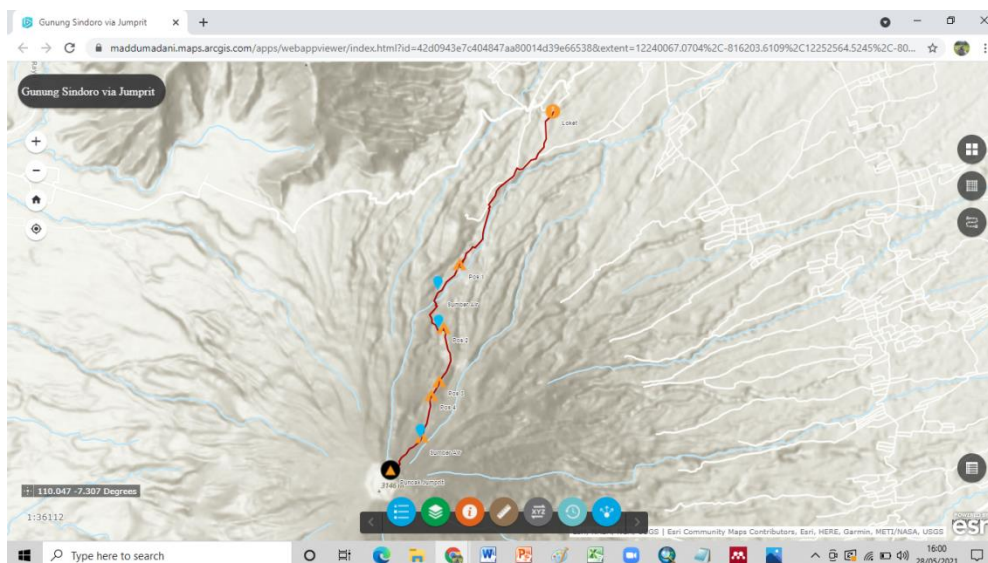 Gunung Sindoro via Jumprit
maddumadani.maps.arcgis.com/apps/webappviewer/index.html?id=42d0943e7c404847aa80014d39e66538&extent=12240067.0704%2C-816203.6109%2C12252564.5245%2C-80...
Gunung Sindoro via Jumprit
Loket
Pos 1
Sumber Air
Pos 2
Pos 3
Pos 4
Sumber Air
Puncak Jumprit
110.047 -7.307 Degrees
1:36112
XYZ
USGS | Esri Community Maps Contributors, Esri, HERE, Garmin, METI/NASA, USGS
POWERED BY
esri
Type here to search
16:00
28/05/2021